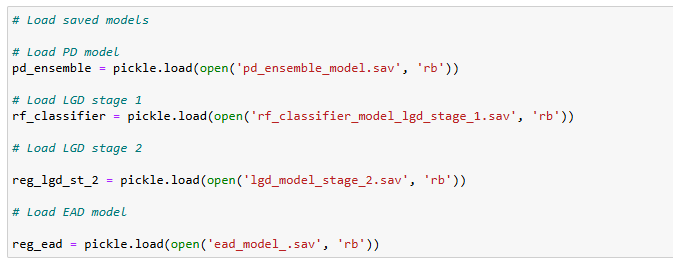 # Load saved models
# Load PD model
pd_ensemble = pickle.load(open('pd_ensemble_model.sav', 'rb'))
# Load LGD stage 1
rf_classifier = pickle.load(open('rf_classifier_model_lgd_stage_1.sav', 'rb'))
# Load LGD stage 2
reg_lgd_st_2 = pickle.load(open('lgd_model_stage_2.sav', 'rb'))
# Load EAD model
reg_ead = pickle.load(open('ead_model_.sav', 'rb'))